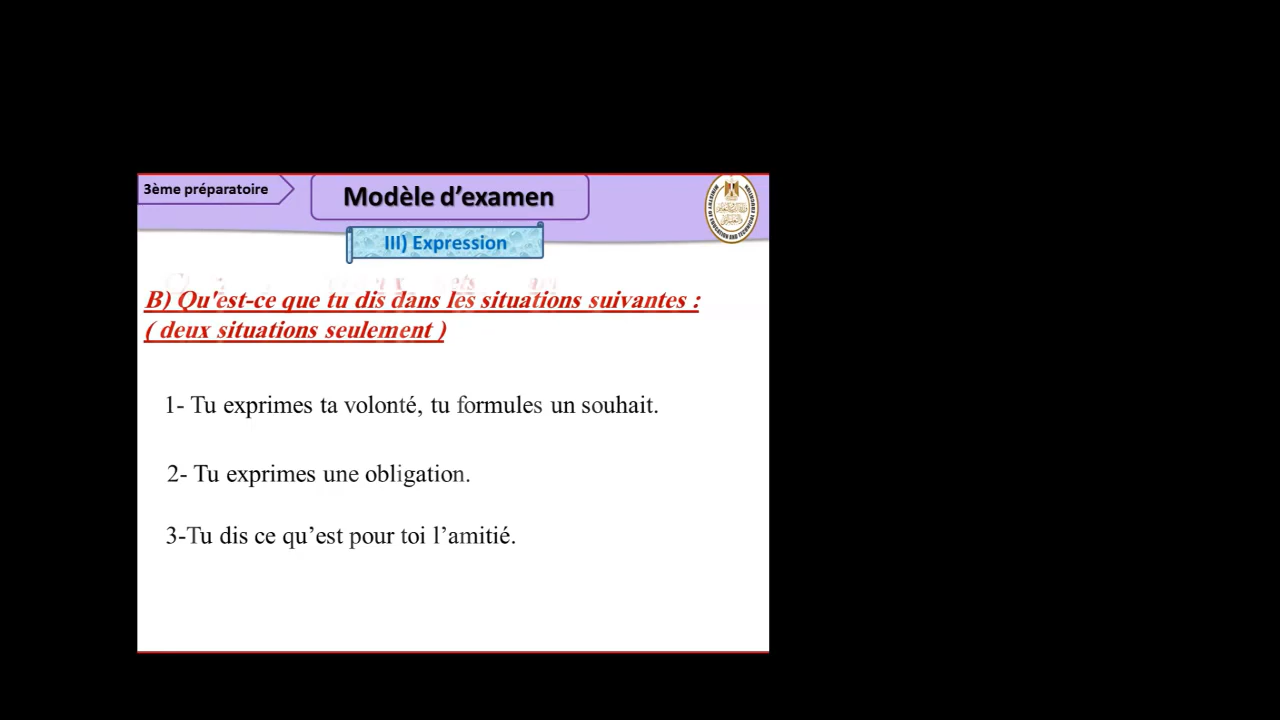 3ème préparatoire
Modèle d’examen
III) Expression
B) Qu'est-ce que tu dis dans les situations suivantes :
( deux situations seulement )
1- Tu exprimes ta volonté, tu formules un souhait.
2- Tu exprimes une obligation.
3-Tu dis ce qu’est pour toi l’amitié.